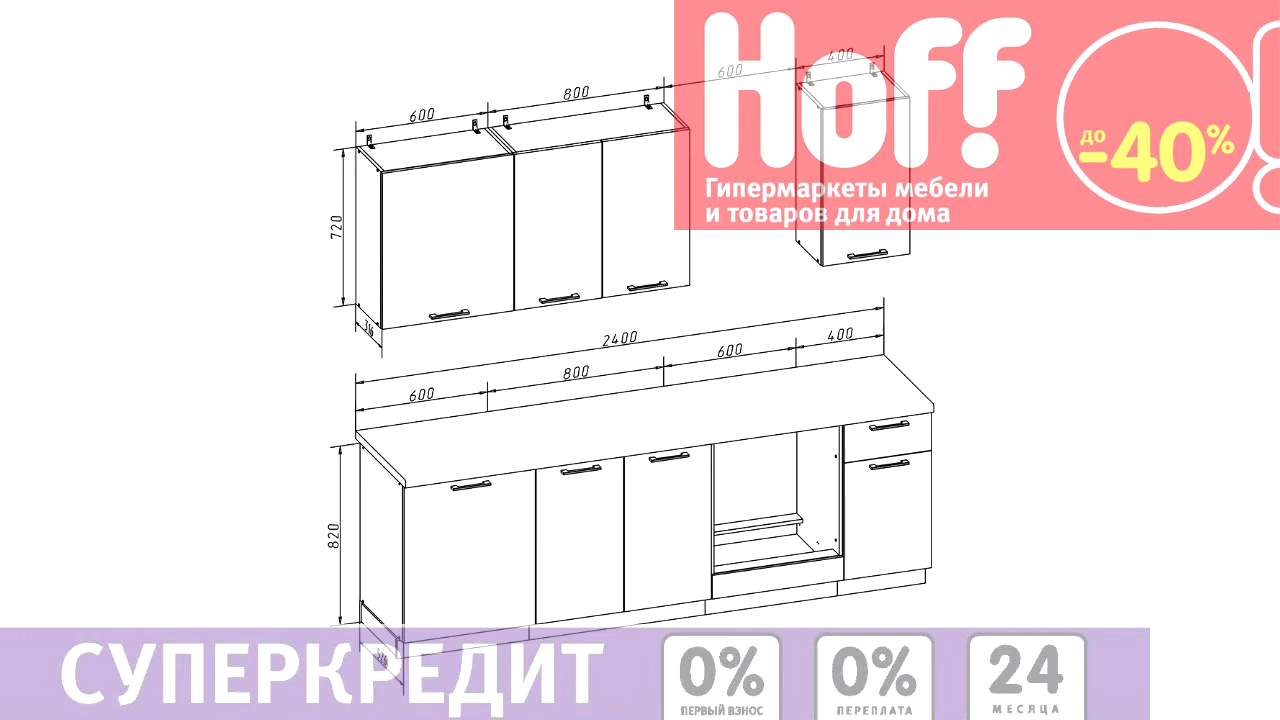 Hoff
Гипермаркеты мебели
и товаров для дома
до -40%
600
800
600
400
720
316
2400
600
800
600
400
820
СУПЕРКРЕДИТ
0%
ПЕРВЫЙ ВЗНОС
0%
ПЕРЕПЛАТА
24
МЕСЯЦА